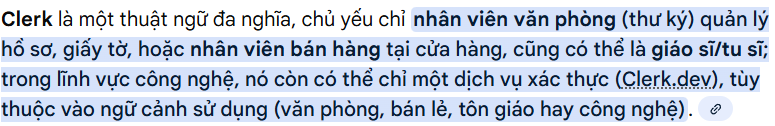 Clerk là một thuật ngữ đa nghĩa, chủ yếu chỉ nhân viên văn phòng (thư ký) quản lý
hồ sơ, giấy tờ, hoặc nhân viên bán hàng tại cửa hàng, cũng có thể là giáo sĩ/tu sĩ;
trong lĩnh vực công nghệ, nó còn có thể chỉ một dịch vụ xác thực (Clerk.dev), tùy
thuộc vào ngữ cảnh sử dụng (văn phòng, bán lẻ, tôn giáo hay công nghệ).